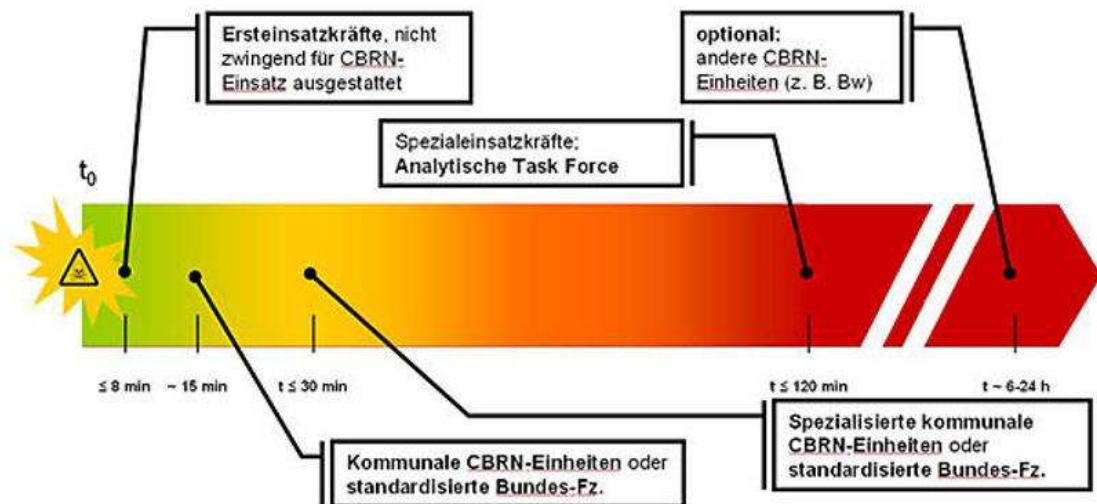 Ersteinsatzkräfte, nicht
zwingend für CBRN-
Einsatz ausgestattet
optional:
andere CBRN-
Einheiten (z. B. Bw)
Spezialeinsatzkräfte;
Analytische Task Force
t₀
≤ 8 min
~ 15 min
t ≤ 30 min
t ≤ 120 min
t ~ 6-24 h
Kommunale CBRN-Einheiten oder
standardisierte Bundes-Fz.
Spezialisierte kommunale
CBRN-Einheiten oder
standardisierte Bundes-Fz.